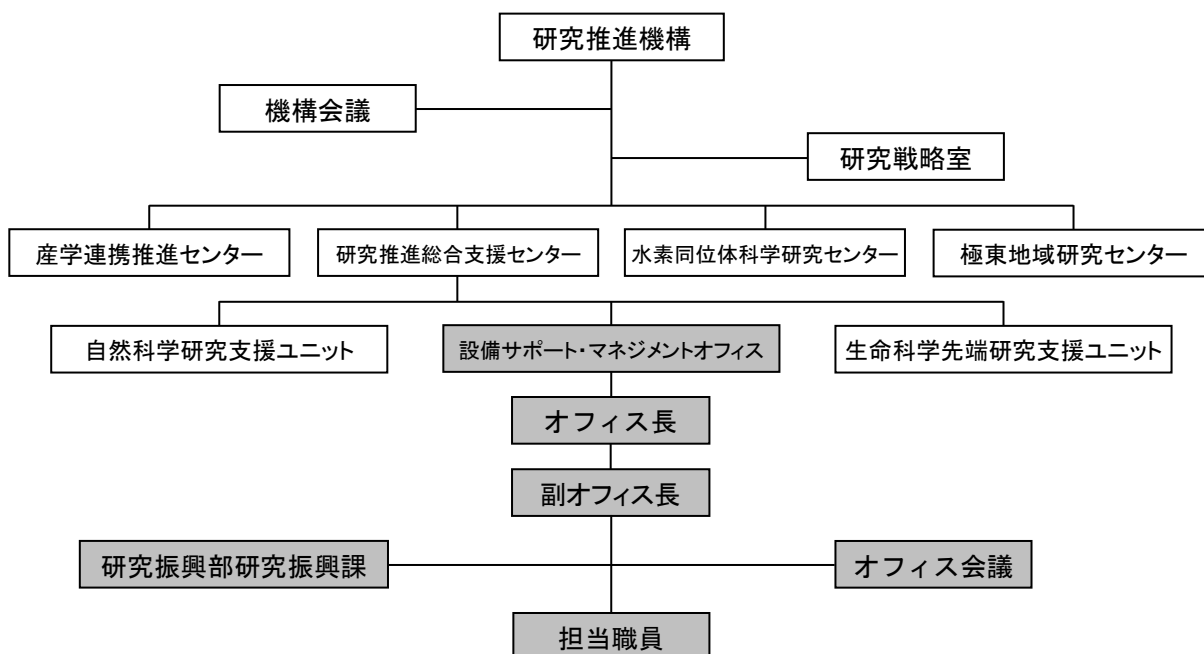 研究推進機構
機構会議
研究戦略室
産学連携推進センター
研究推進総合支援センター
水素同位体科学研究センター
極東地域研究センター
自然科学研究支援ユニット
設備サポート・マネジメントオフィス
生命科学先端研究支援ユニット
オフィス長
副オフィス長
研究振興部研究振興課
オフィス会議
担当職員